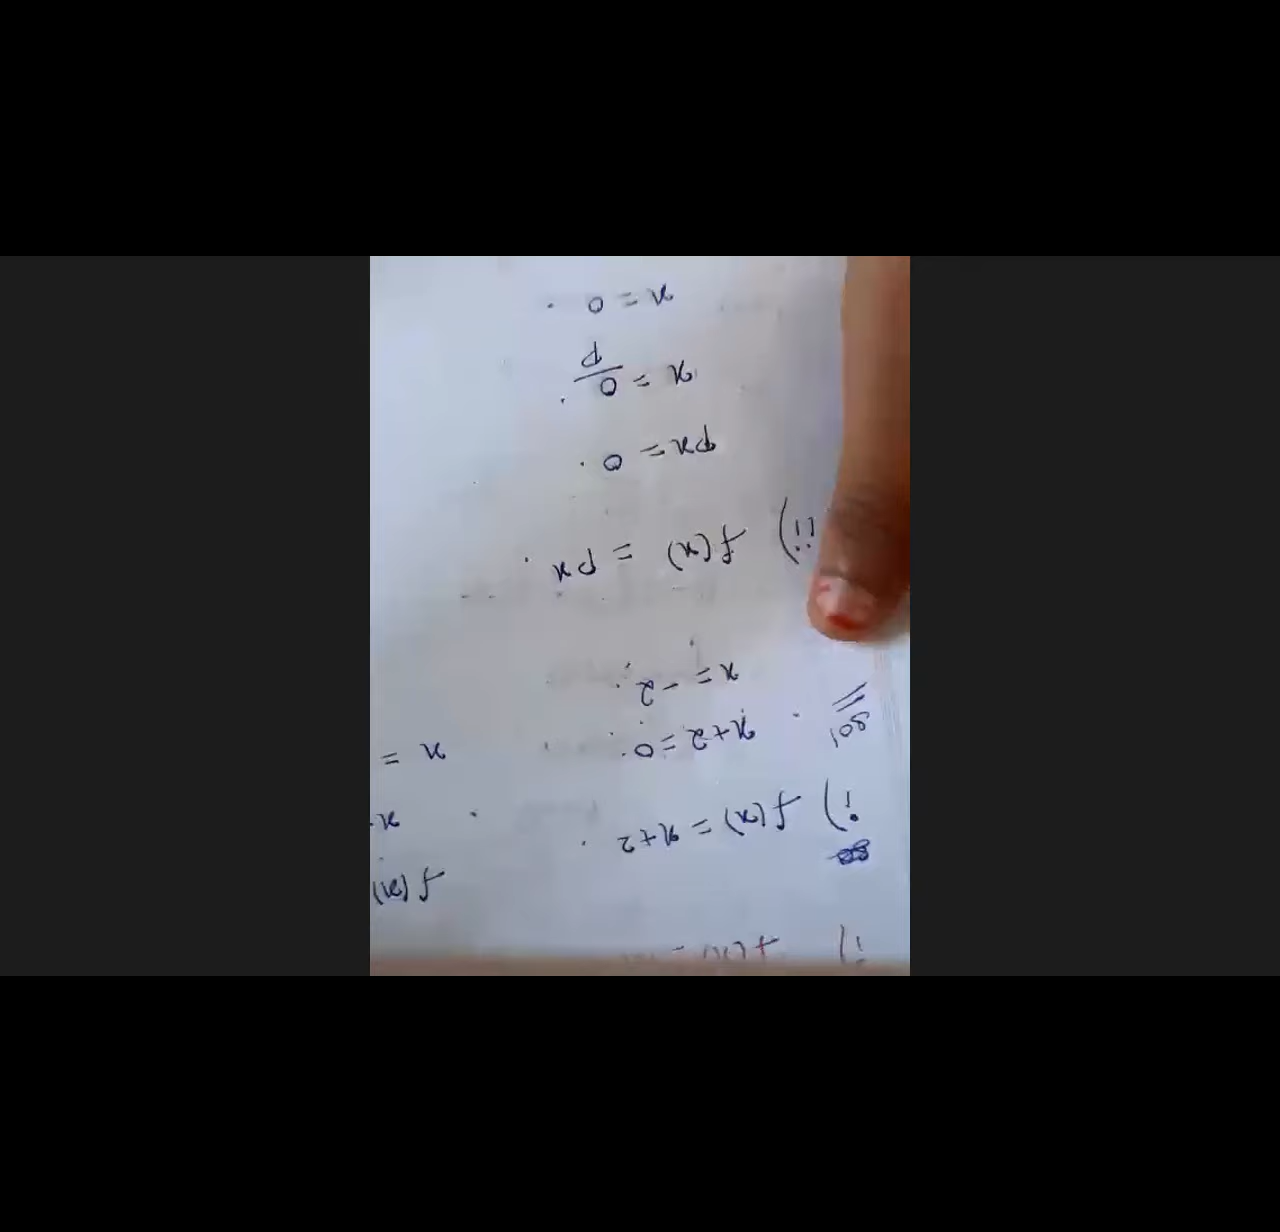 i)
i) f(x) = x+2 .
f(x)
sol x+2 = 0 .
x = -2 .
x =
ii) f(x) = px .
px = 0 .
x = 0/p .
x = 0 .